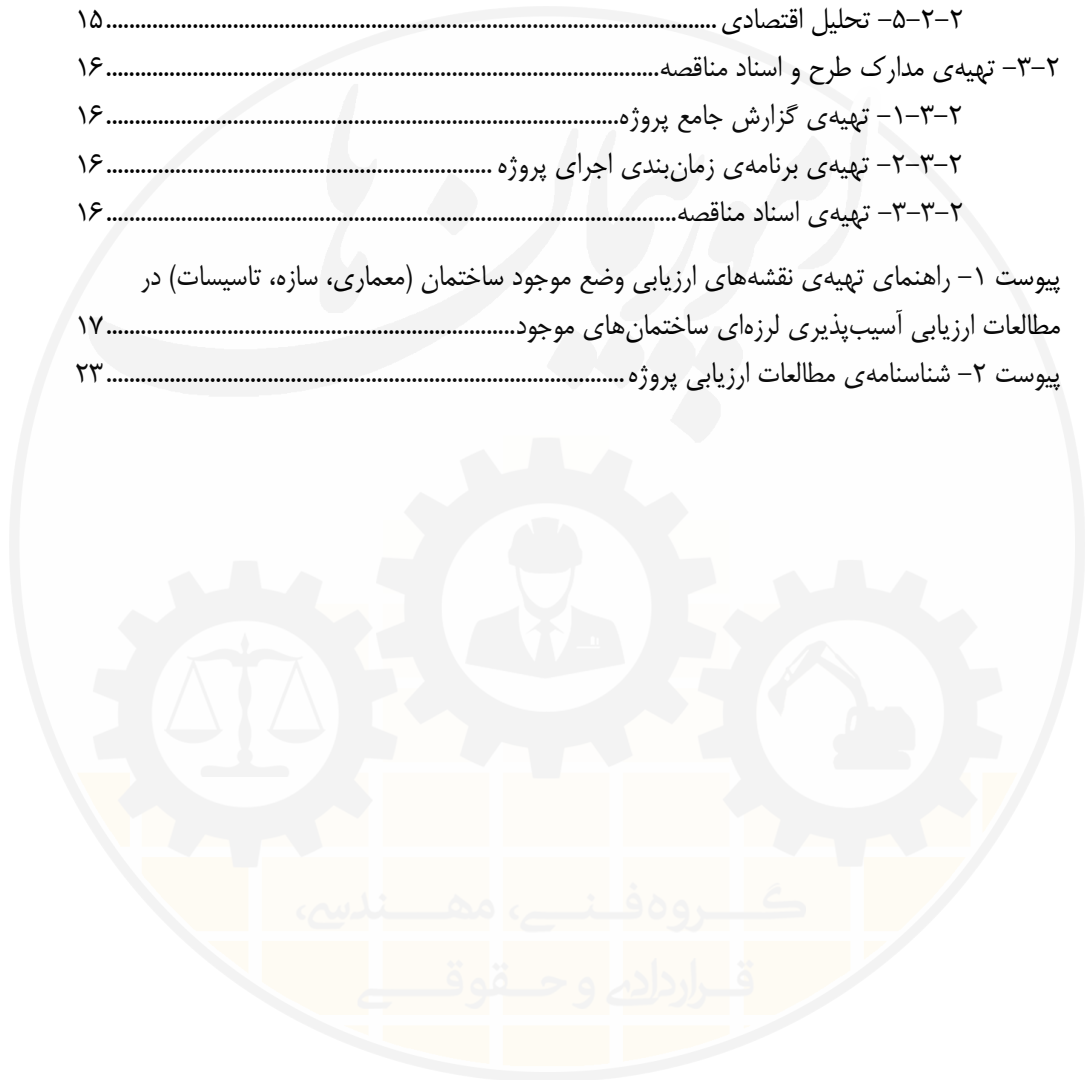 ۲-۲-۵- تحلیل اقتصادی ........ ۱۵
۲-۳- تهیه‌ی مدارک طرح و اسناد مناقصه ........ ۱۶
۲-۳-۱- تهیه‌ی گزارش جامع پروژه ........ ۱۶
۲-۳-۲- تهیه‌ی برنامه‌ی زمان‌بندی اجرای پروژه ........ ۱۶
۲-۳-۳- تهیه‌ی اسناد مناقصه ........ ۱۶
پیوست ۱- راهنمای تهیه‌ی نقشه‌های ارزیابی وضع موجود ساختمان (معماری، سازه، تاسیسات) در
مطالعات ارزیابی آسیب‌پذیری لرزه‌ای ساختمان‌های موجود ........ ۱۷
پیوست ۲- شناسنامه‌ی مطالعات ارزیابی پروژه ........ ۲۳
گروه فنی، مهندسی،
قراردادی و حقوقی